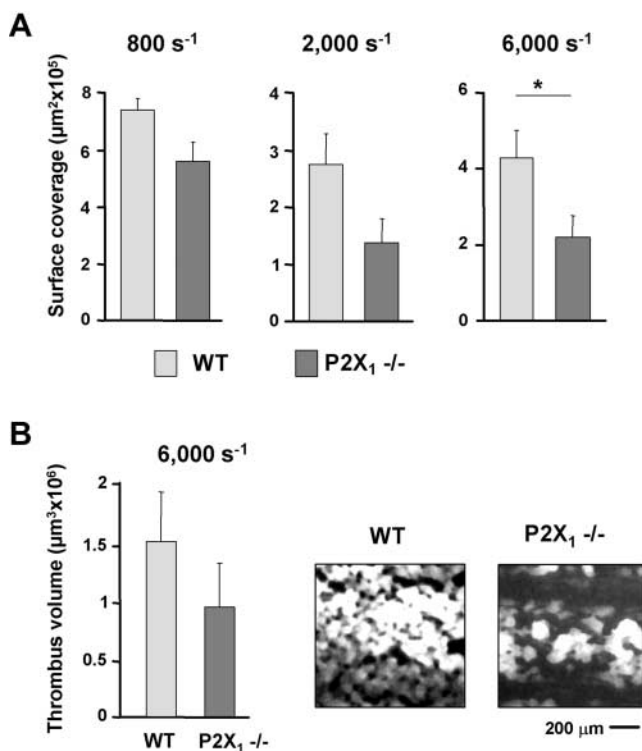 A
800 s⁻¹
2,000 s⁻¹
6,000 s⁻¹
Surface coverage (µm²x10⁵)
8
6
4
2
0
4
3
2
1
0
6
4
2
0
*
WT
P2X₁ -/-
B
6,000 s⁻¹
Thrombus volume (µm³x10⁶)
2
1.5
1
0.5
0
WT P2X₁ -/-
WT
P2X₁ -/-
200 µm